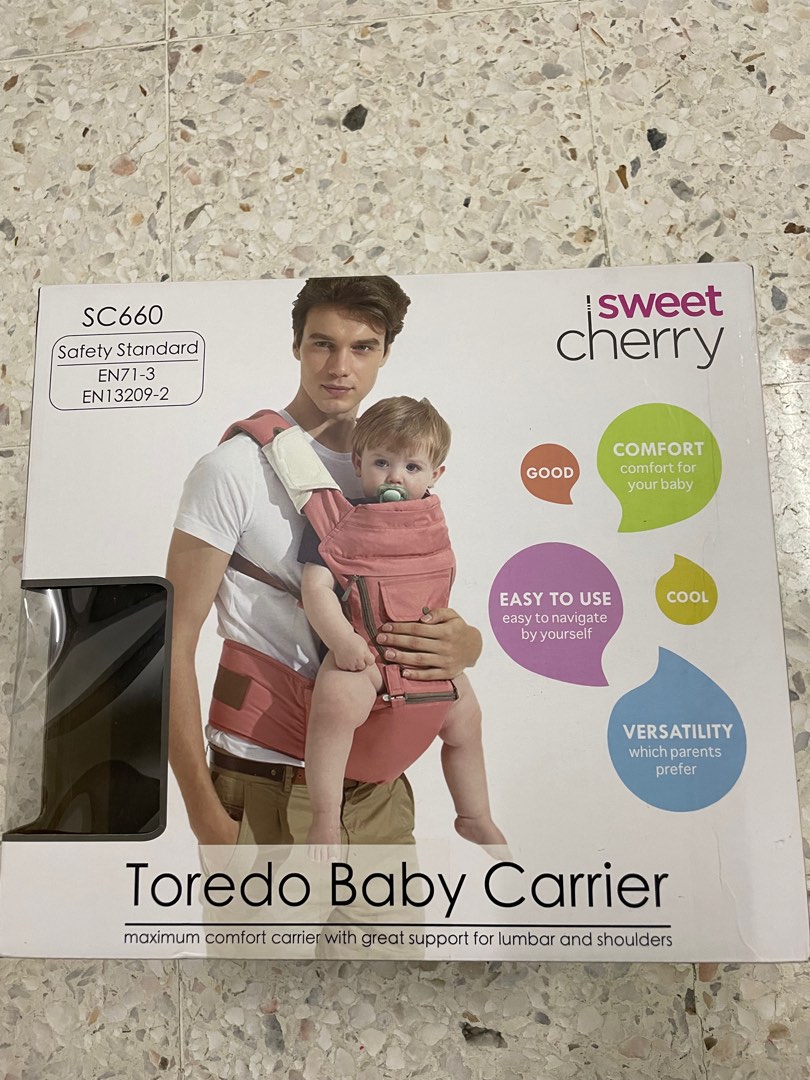 SC660
Safety Standard
EN71-3
EN13209-2
sweet
cherry
GOOD
COMFORT
comfort for
your baby
EASY TO USE
easy to navigate
by yourself
COOL
VERSATILITY
which parents
prefer
Toredo Baby Carrier
maximum comfort carrier with great support for lumbar and shoulders